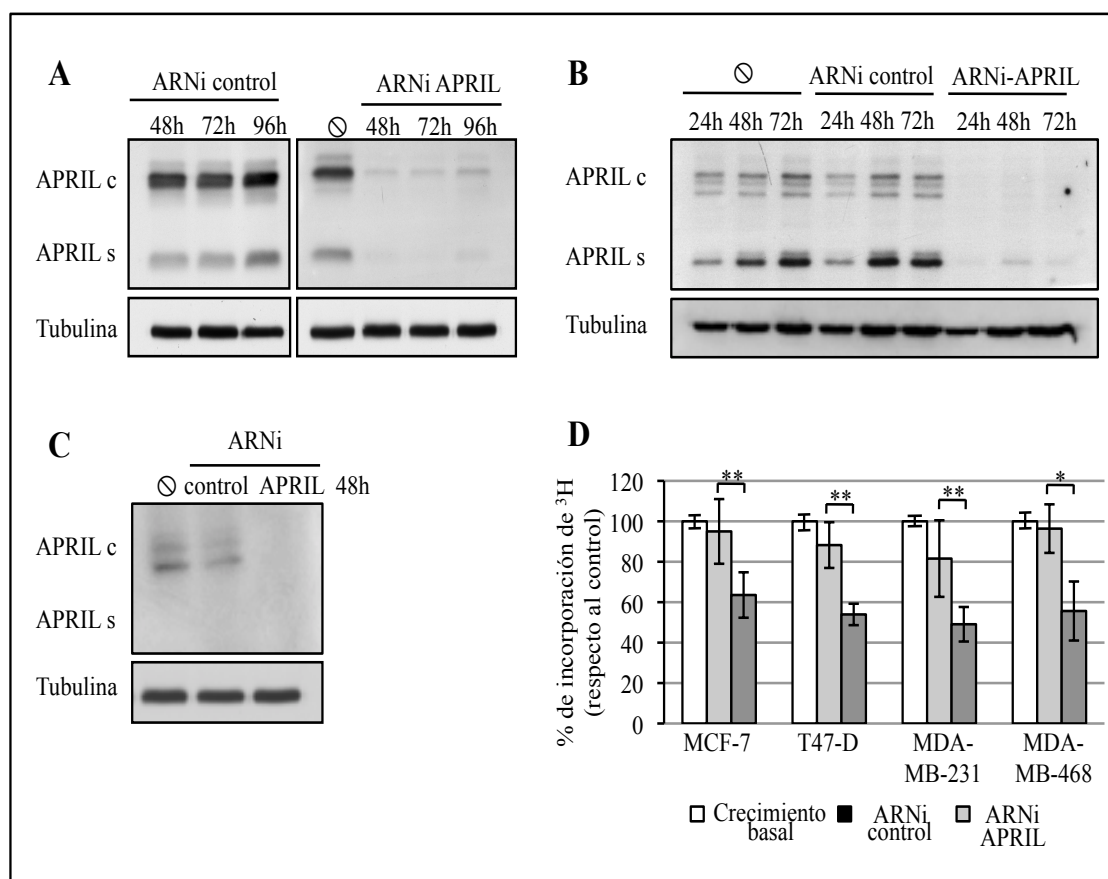 A
ARNi control
ARNi APRIL
48h 72h 96h
⦸ 48h 72h 96h
APRIL c
APRIL s
Tubulina
B
⦸ ARNi control ARNi-APRIL
24h 48h 72h 24h 48h 72h 24h 48h 72h
APRIL c
APRIL s
Tubulina
C
ARNi
⦸ control APRIL 48h
APRIL c
APRIL s
Tubulina
D
% de incorporación de ³H
(respecto al control)
120
100
80
60
40
20
0
** ** ** *
MCF-7 T47-D MDA-
MB-231 MDA-
MB-468
Crecimiento
basal
ARNi
control
ARNi
APRIL